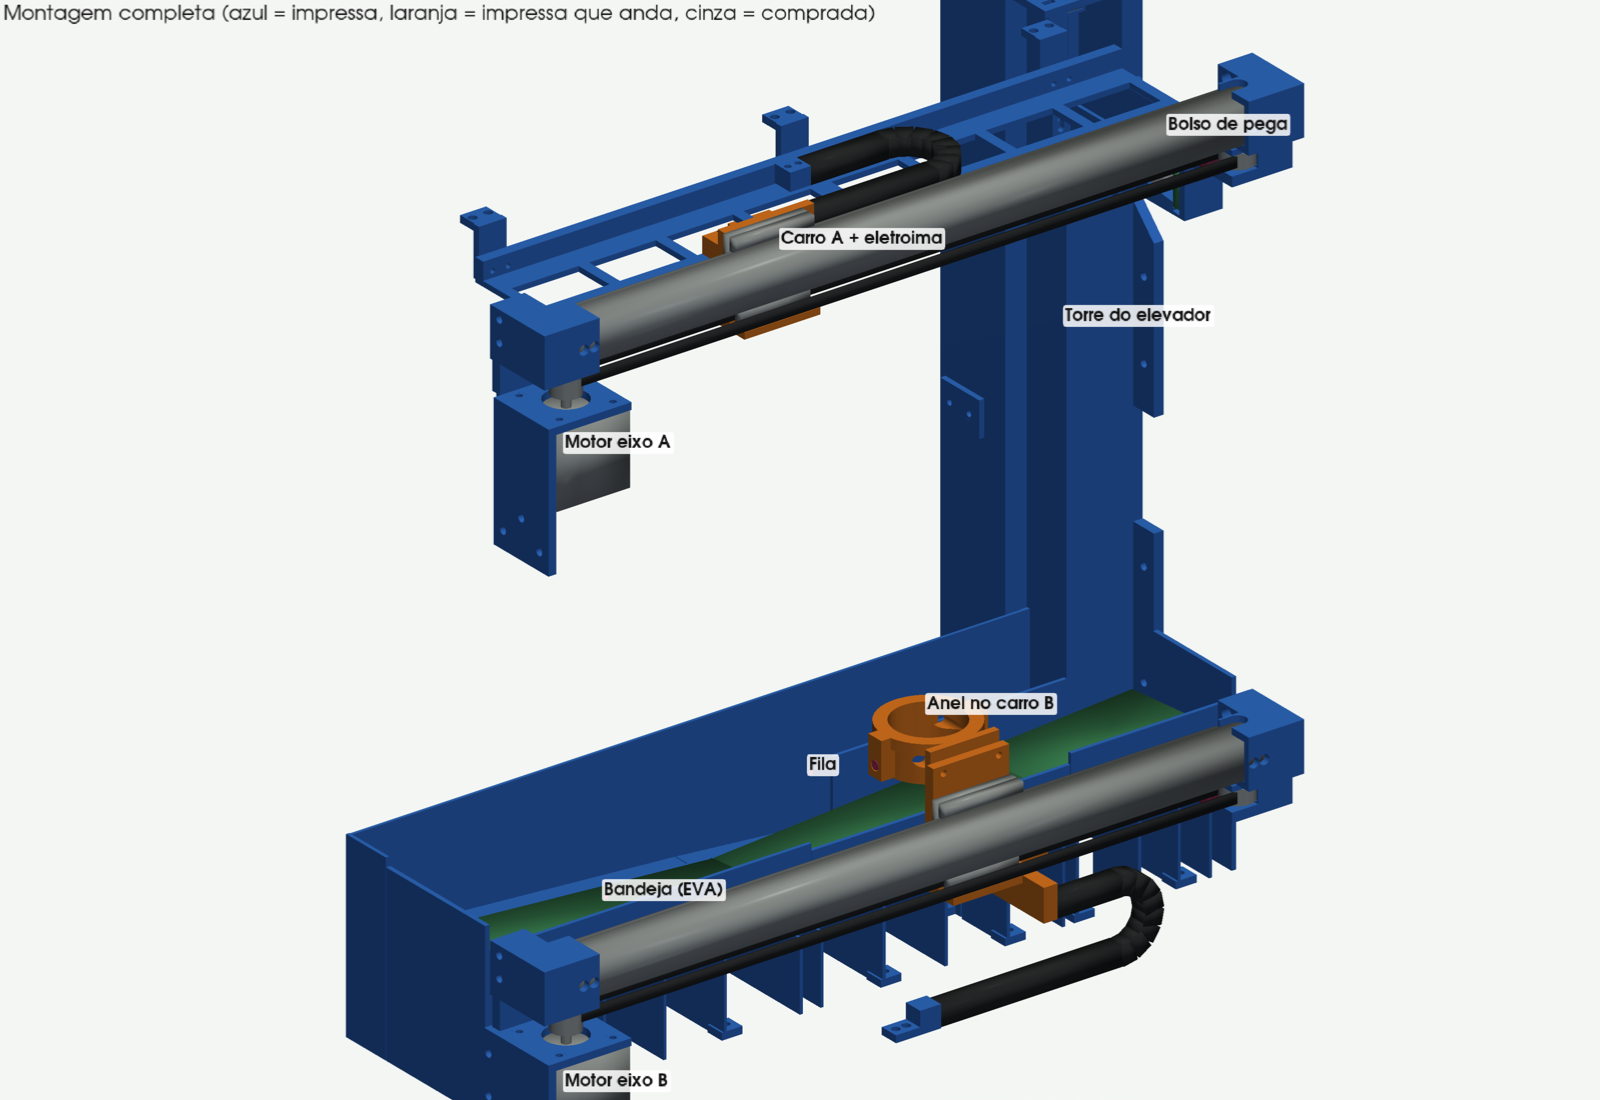 Montagem completa (azul = impressa, laranja = impressa que anda, cinza = comprada)
Bolso de pega
Carro A + eletroima
Torre do elevador
Motor eixo A
Anel no carro B
Fila
Bandeja (EVA)
Motor eixo B